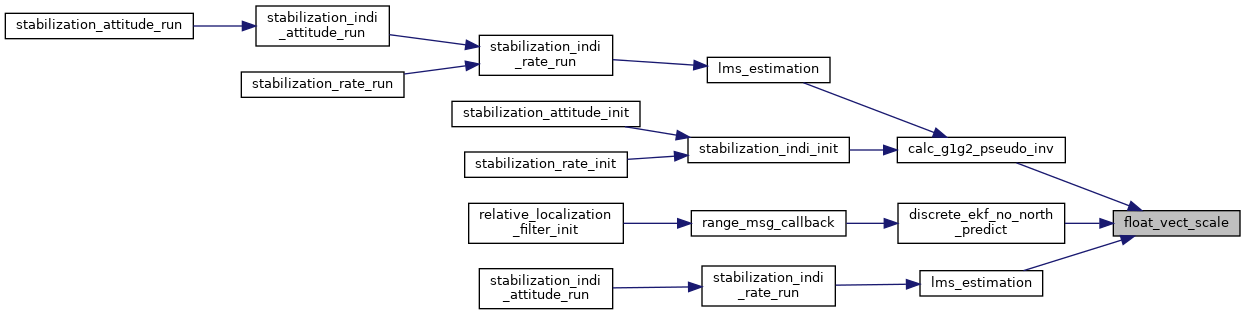 stabilization_attitude_run
stabilization_indi
_attitude_run
stabilization_rate_run
stabilization_indi
_rate_run
lms_estimation
stabilization_attitude_init
stabilization_rate_init
stabilization_indi_init
calc_g1g2_pseudo_inv
relative_localization
_filter_init
range_msg_callback
discrete_ekf_no_north
_predict
float_vect_scale
stabilization_indi
_attitude_run
stabilization_indi
_rate_run
lms_estimation